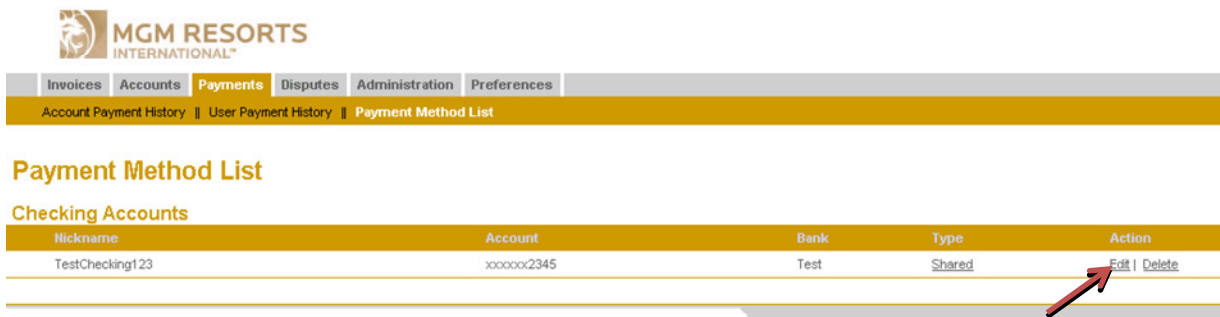 MGM RESORTS
INTERNATIONAL™
Invoices Accounts Payments Disputes Administration Preferences
Account Payment History || User Payment History || Payment Method List
Payment Method List
Checking Accounts
Nickname Account Bank Type Action
TestChecking123 xxxxxx2345 Test Shared Edit | Delete